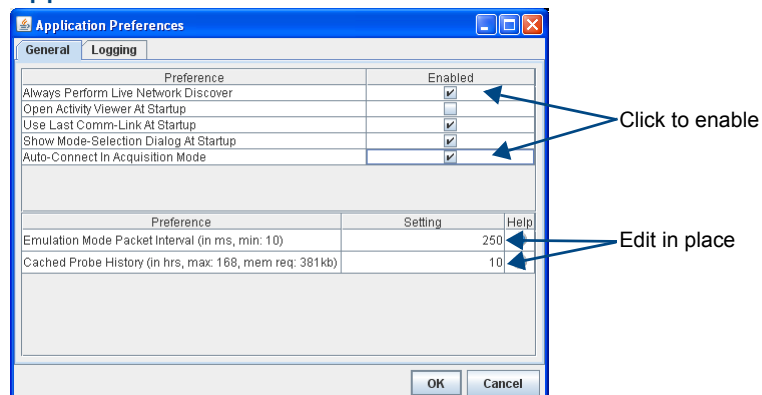 Application Preferences
General Logging
Preference Enabled
Always Perform Live Network Discover
Open Activity Viewer At Startup
Use Last Comm-Link At Startup
Show Mode-Selection Dialog At Startup
Auto-Connect In Acquisition Mode
Click to enable
Preference Setting Help
Emulation Mode Packet Interval (in ms, min: 10) 250
Cached Probe History (in hrs, max: 168, mem req: 381kb) 10
Edit in place
OK Cancel